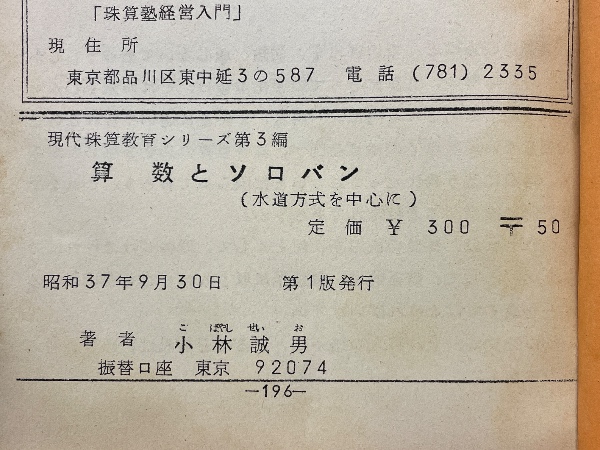 「珠算塾経営入門」
現住所
東京都品川区東中延3の587 電話 (781) 2335
現代珠算教育シリーズ第3編
算数とソロバン
(水道方式を中心に)
定価 ¥ 300 〒 50
昭和37年9月30日 第1版発行
こ ばやし せい お
著者 小林誠男
振替口座 東京 92074
—196—